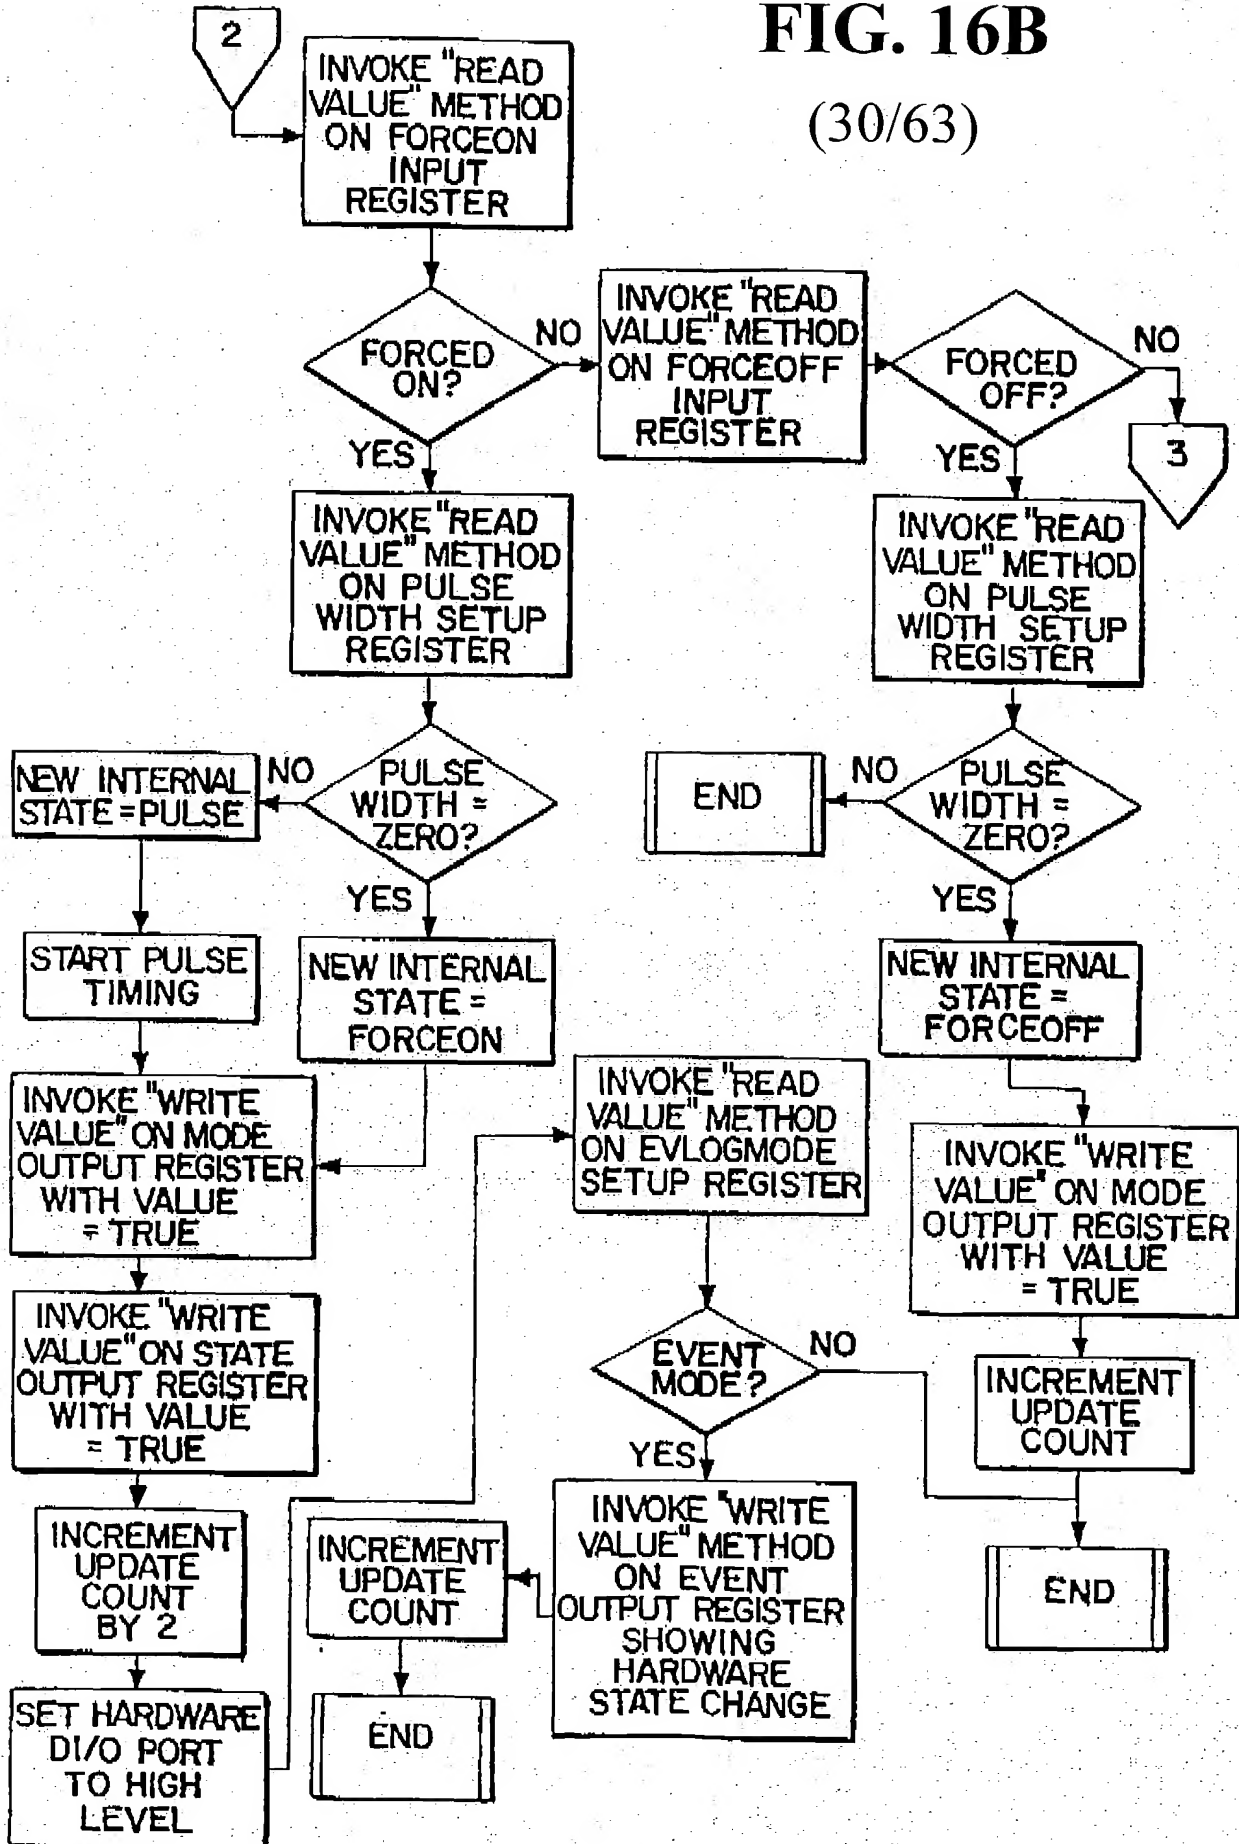 FIG. 16B
(30/63)
2
INVOKE "READ
VALUE" METHOD
ON FORCEON
INPUT
REGISTER
FORCED
ON?
NO
YES
INVOKE "READ
VALUE" METHOD
ON FORCEOFF
INPUT
REGISTER
FORCED
OFF?
NO
3
YES
INVOKE "READ
VALUE" METHOD
ON PULSE
WIDTH SETUP
REGISTER
INVOKE "READ
VALUE" METHOD
ON PULSE
WIDTH SETUP
REGISTER
PULSE
WIDTH =
ZERO?
NO
YES
NEW INTERNAL
STATE = PULSE
START PULSE
TIMING
NEW INTERNAL
STATE =
FORCEON
PULSE
WIDTH =
ZERO?
NO
END
YES
NEW INTERNAL
STATE =
FORCEOFF
INVOKE "WRITE
VALUE" ON MODE
OUTPUT REGISTER
WITH VALUE
= TRUE
INVOKE "WRITE
VALUE" ON STATE
OUTPUT REGISTER
WITH VALUE
= TRUE
INCREMENT
UPDATE
COUNT
BY 2
SET HARDWARE
DI/O PORT
TO HIGH
LEVEL
INVOKE "READ
VALUE" METHOD
ON EVLOGMODE
SETUP REGISTER
EVENT
MODE?
NO
YES
INVOKE "WRITE
VALUE" METHOD
ON EVENT
OUTPUT REGISTER
SHOWING
HARDWARE
STATE CHANGE
INCREMENT
UPDATE
COUNT
END
INVOKE "WRITE
VALUE" ON MODE
OUTPUT REGISTER
WITH VALUE
= TRUE
INCREMENT
UPDATE
COUNT
END